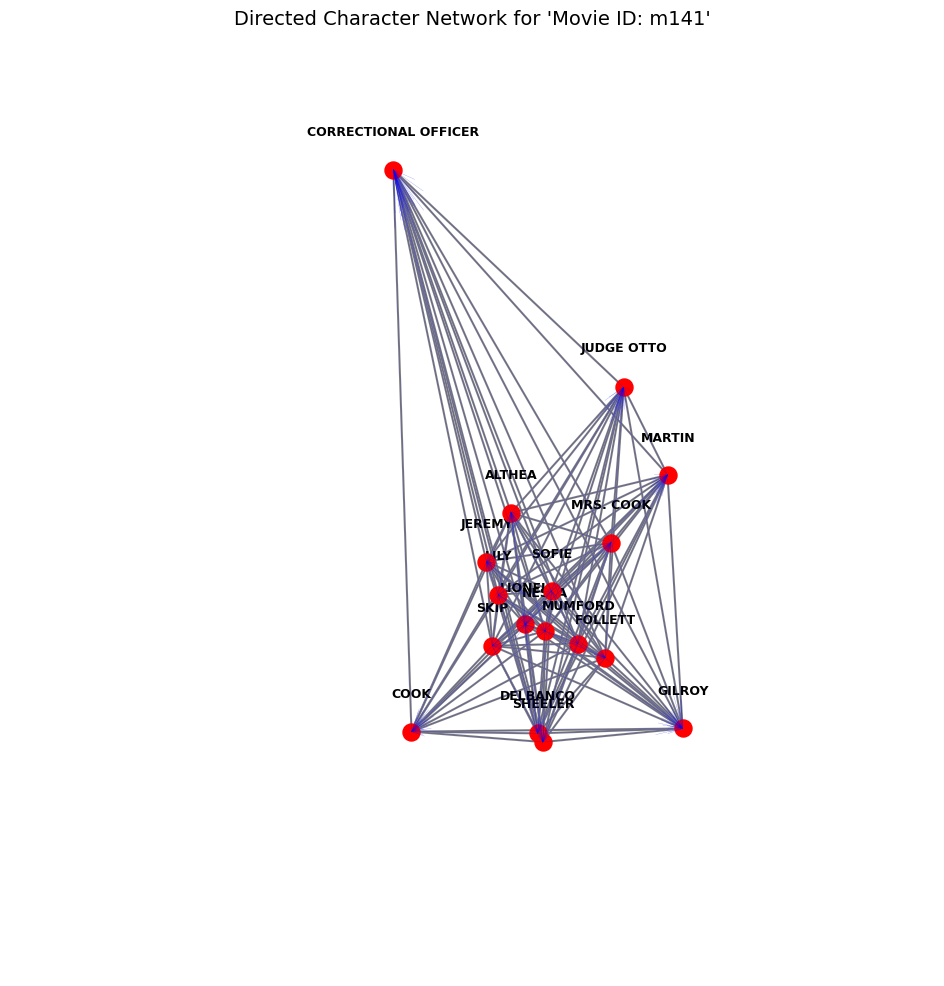 Directed Character Network for 'Movie ID: m141'
CORRECTIONAL OFFICER
JUDGE OTTO
MARTIN
ALTHEA
MRS. COOK
JEREMY
LILY
SOFIE
LIONEL
NESSA
SKIP
MUMFORD
FOLLETT
COOK
DELBANCO
GILROY
SHEELER